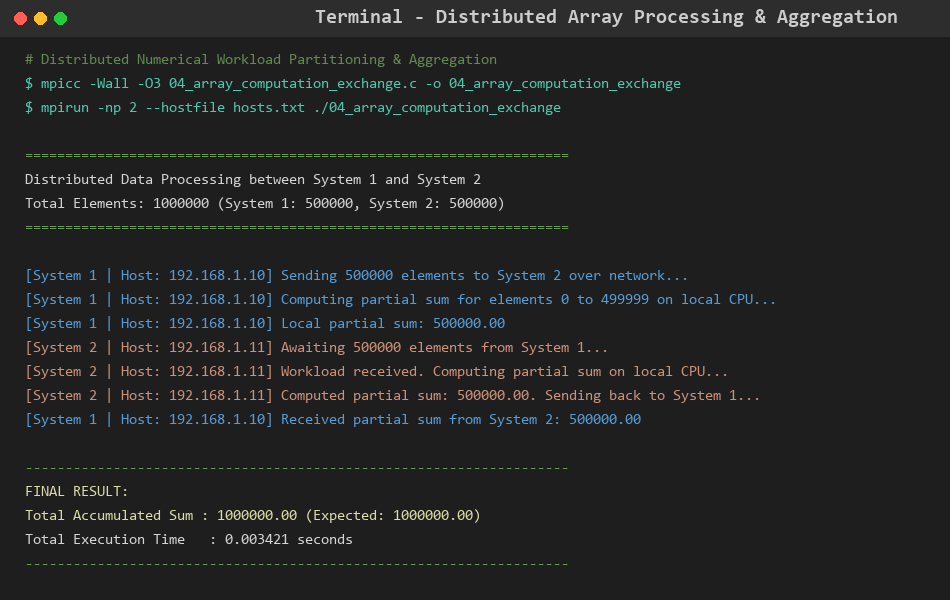 Terminal - Distributed Array Processing & Aggregation
# Distributed Numerical Workload Partitioning & Aggregation
$ mpicc -Wall -O3 04_array_computation_exchange.c -o 04_array_computation_exchange
$ mpirun -np 2 --hostfile hosts.txt ./04_array_computation_exchange
====================================================================
Distributed Data Processing between System 1 and System 2
Total Elements: 1000000 (System 1: 500000, System 2: 500000)
====================================================================
[System 1 | Host: 192.168.1.10] Sending 500000 elements to System 2 over network...
[System 1 | Host: 192.168.1.10] Computing partial sum for elements 0 to 499999 on local CPU...
[System 1 | Host: 192.168.1.10] Local partial sum: 500000.00
[System 2 | Host: 192.168.1.11] Awaiting 500000 elements from System 1...
[System 2 | Host: 192.168.1.11] Workload received. Computing partial sum on local CPU...
[System 2 | Host: 192.168.1.11] Computed partial sum: 500000.00. Sending back to System 1...
[System 1 | Host: 192.168.1.10] Received partial sum from System 2: 500000.00
--------------------------------------------------------------------
FINAL RESULT:
Total Accumulated Sum : 1000000.00 (Expected: 1000000.00)
Total Execution Time   : 0.003421 seconds
--------------------------------------------------------------------